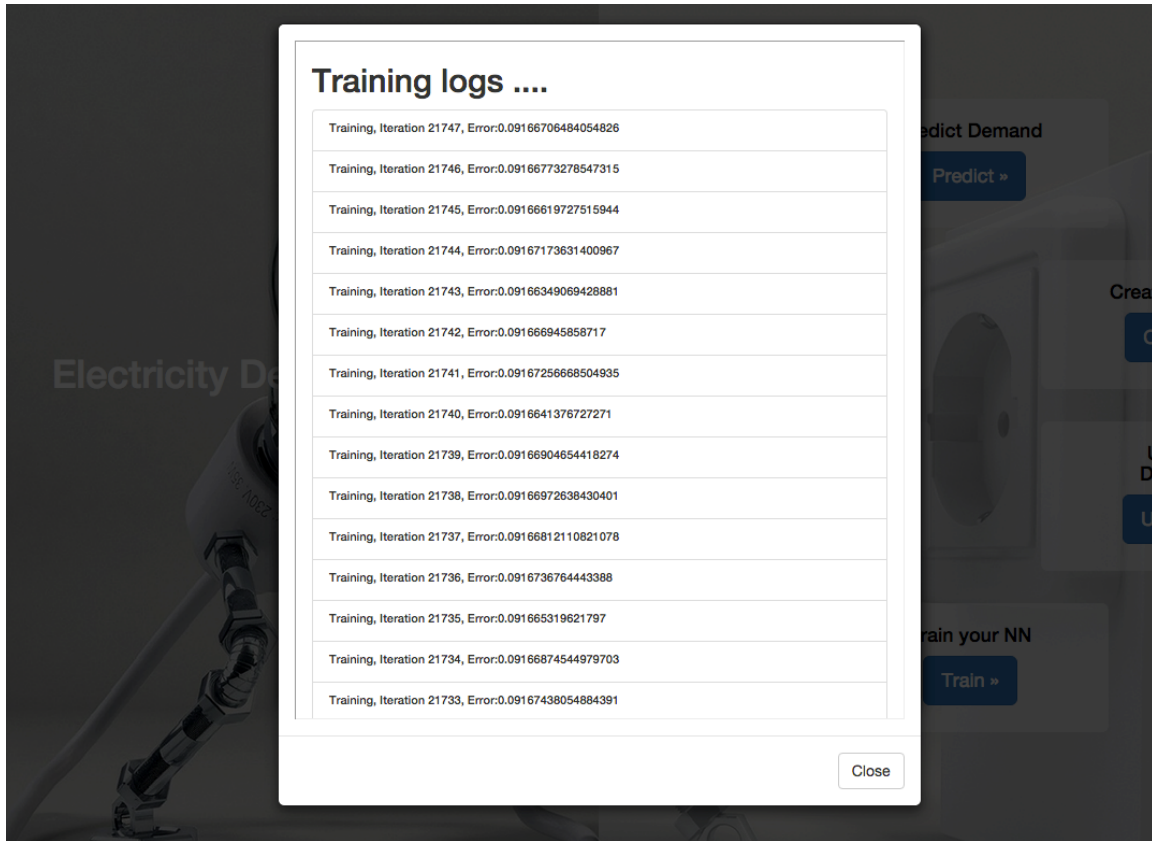 Training logs ....
Training, Iteration 21747, Error:0.09166706484054826
Training, Iteration 21746, Error:0.09166773278547315
Training, Iteration 21745, Error:0.09166619727515944
Training, Iteration 21744, Error:0.09167173631400967
Training, Iteration 21743, Error:0.09166349069428881
Training, Iteration 21742, Error:0.091666945858717
Training, Iteration 21741, Error:0.09167256668504935
Training, Iteration 21740, Error:0.0916641376727271
Training, Iteration 21739, Error:0.09166904654418274
Training, Iteration 21738, Error:0.09166972638430401
Training, Iteration 21737, Error:0.09166812110821078
Training, Iteration 21736, Error:0.0916736764443388
Training, Iteration 21735, Error:0.091665319621797
Training, Iteration 21734, Error:0.09166874544979703
Training, Iteration 21733, Error:0.09167438054884391
Close
Electricity De
230V 35
edict Demand
Predict »
Crea
C
U
D
U
rain your NN
Train »